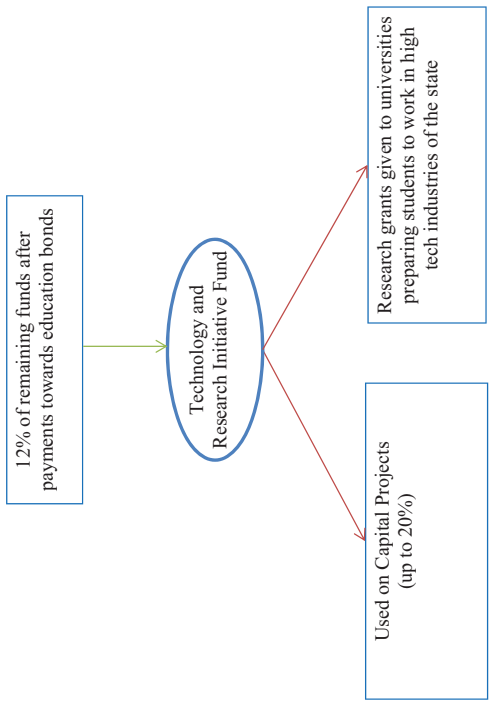 12% of remaining funds after
payments towards education bonds
Technology and
Research Initiative Fund
Used on Capital Projects
(up to 20%)
Research grants given to universities
preparing students to work in high
tech industries of the state